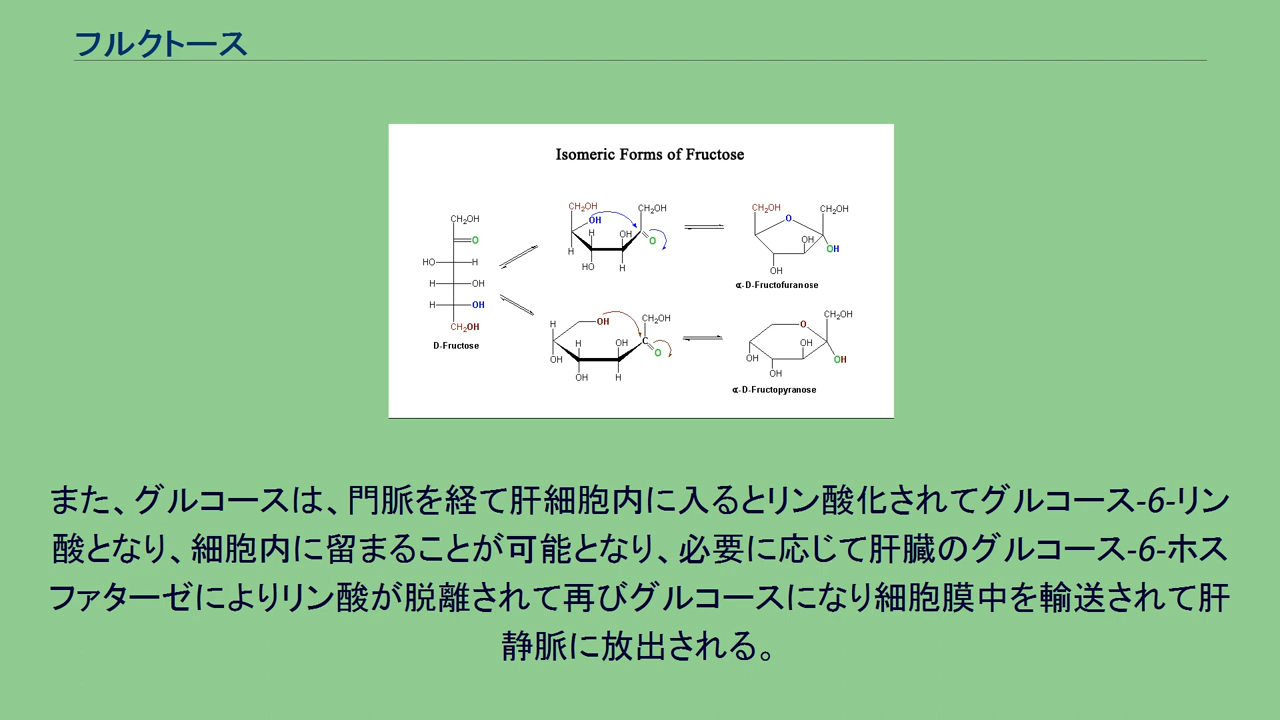 フルクトース
Isomeric Forms of Fructose
CH2OH
O
HO H
H OH
H OH
CH2OH
D-Fructose
CH2OH
OH
CH2OH
H
OH
O
H
HO
H
CH2OH
O
CH2OH
OH
OH
OH
α-D-Fructofuranose
H
OH
CH2OH
H
OH
C
O
OH
OH
H
O
CH2OH
OH
OH
OH
OH
α-D-Fructopyranose
また、グルコースは、門脈を経て肝細胞内に入るとリン酸化されてグルコース-6-リン
酸となり、細胞内に留まることが可能となり、必要に応じて肝臓のグルコース-6-ホス
ファターゼによりリン酸が脱離されて再びグルコースになり細胞膜中を輸送されて肝
静脈に放出される。